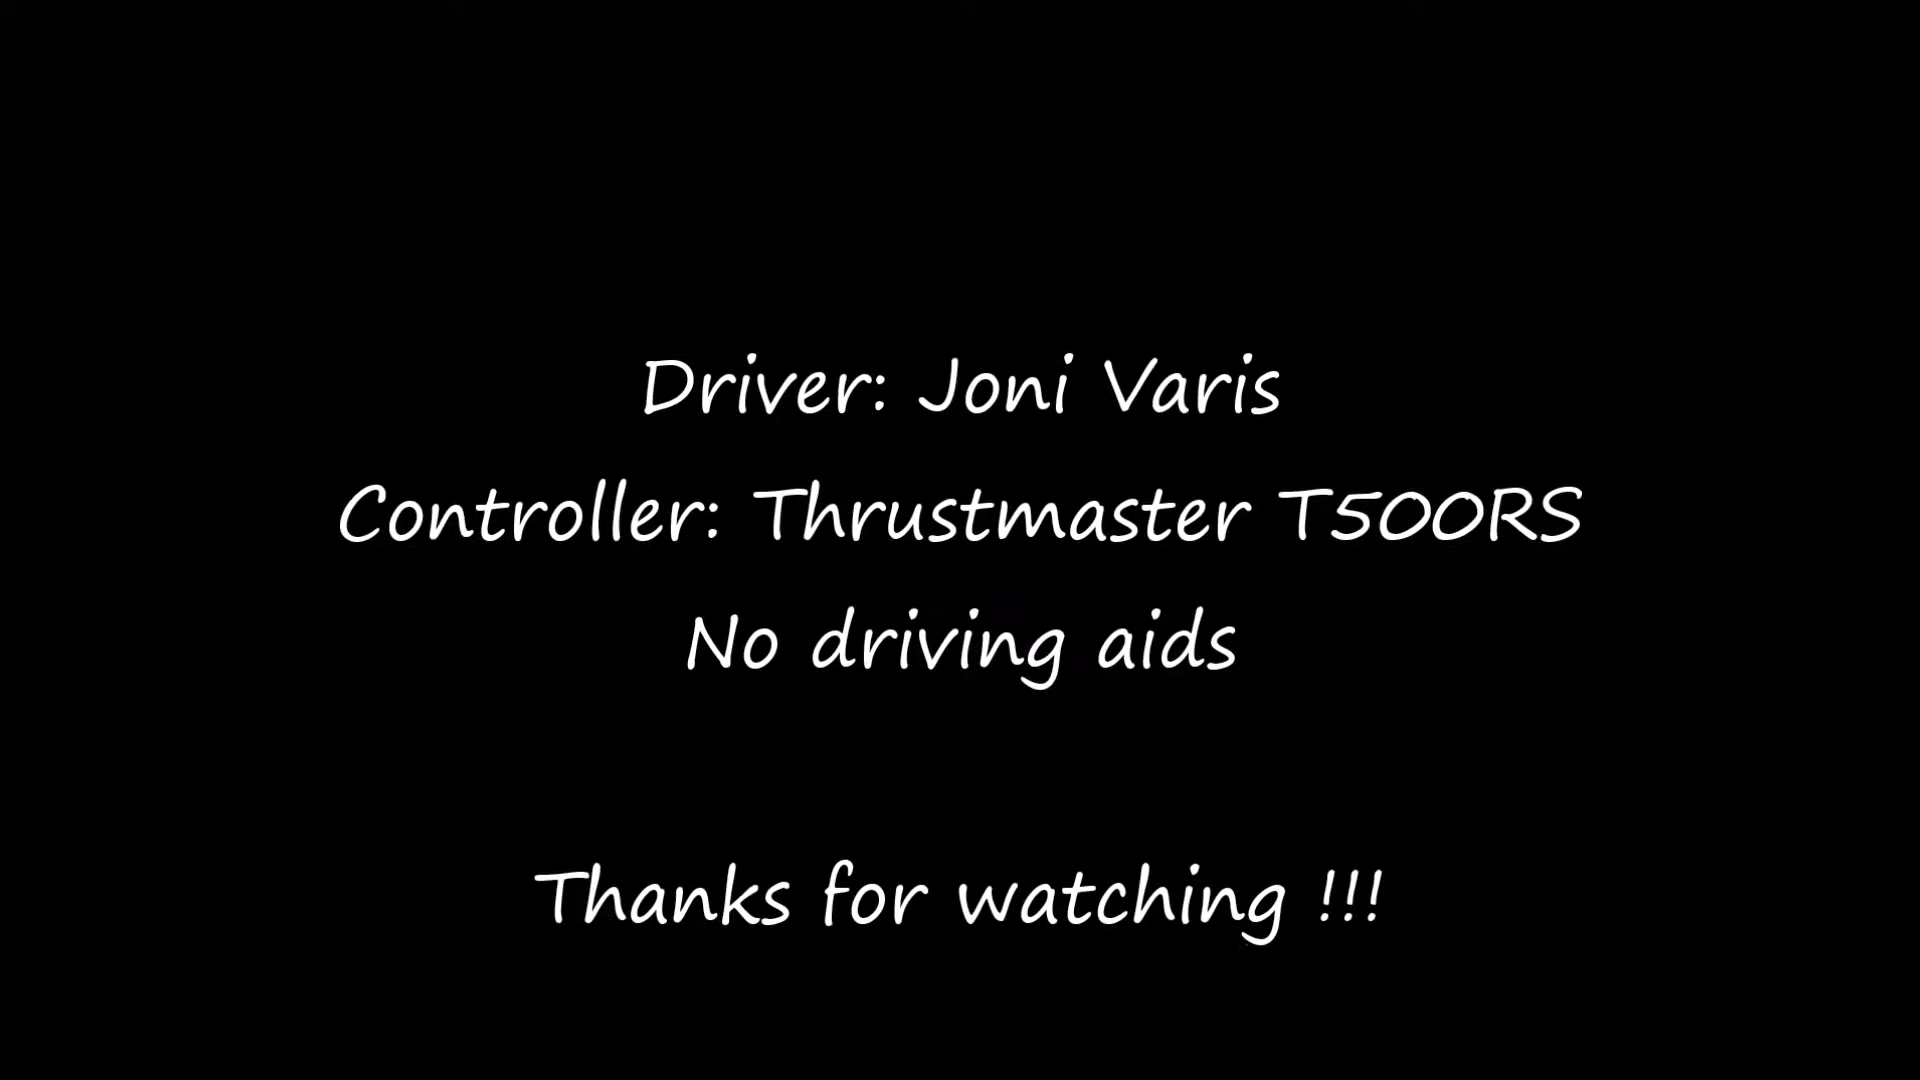 Driver: Joni Varis
Controller: Thrustmaster T500RS
No driving aids
Thanks for watching !!!